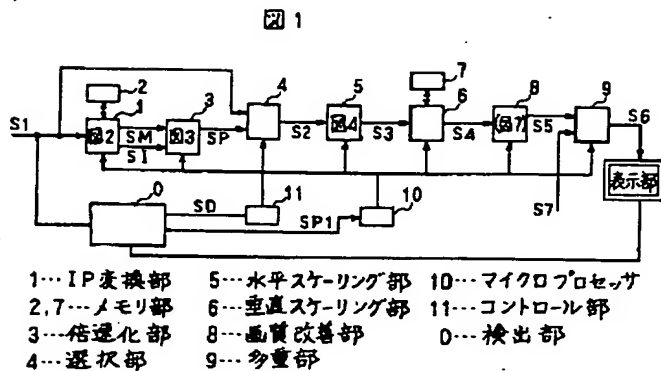 図 1
2
7
1
3
4
5
6
8
9
S1
図2
SM
SI
図3
SP
S2
図4
S3
S4
(図7)
S5
S6
S7
表示部
0
SD
11
SP1
10
1…IP変換部 5…水平スケーリング部 10…マイクロプロセッサ
2,7…メモリ部 6…垂直スケーリング部 11…コントロール部
3…倍速化部 8…画質改善部 0…検出部
4…選択部 9…多重部